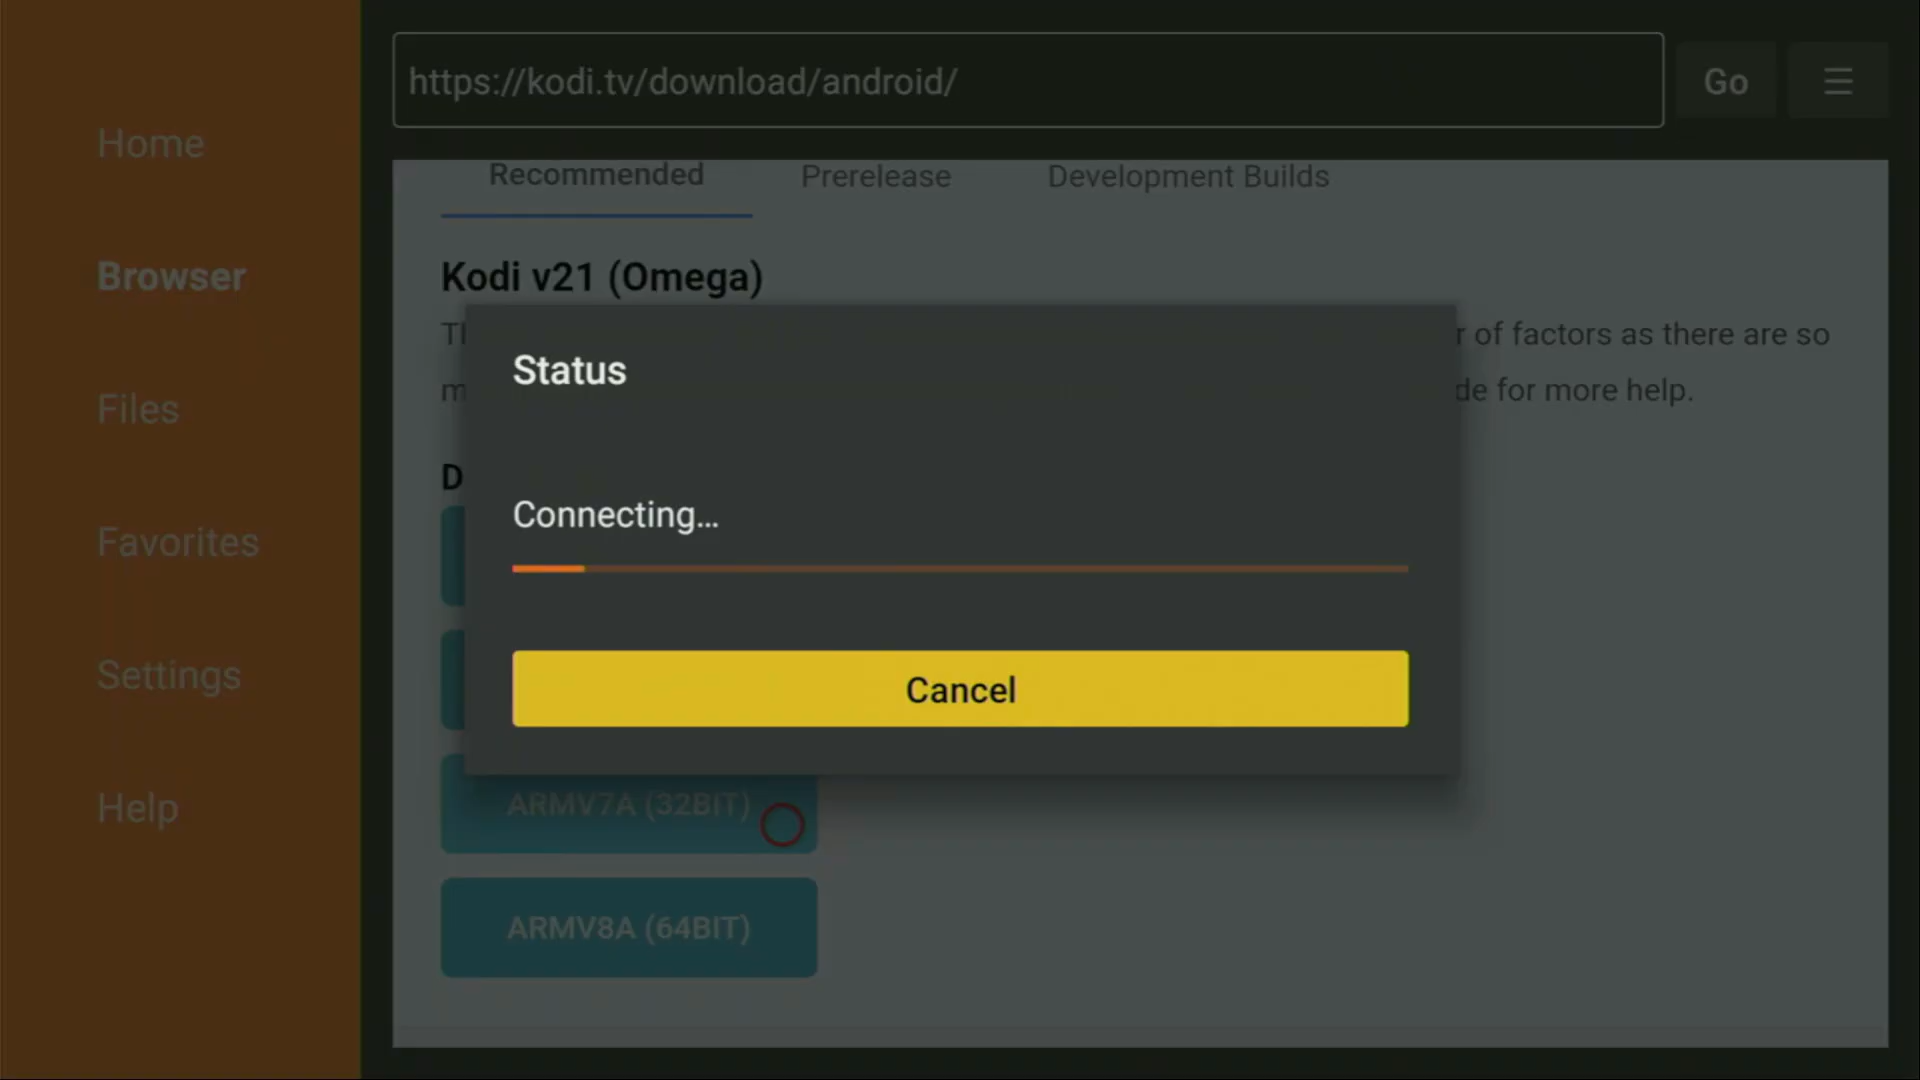 https://kodi.tv/download/android/
Go
Home
Browser
Files
Favorites
Settings
Help
Recommended
Prerelease
Development Builds
Kodi v21 (Omega)
of factors as there are so
for more help.
Status
Connecting...
Cancel
ARMV7A (32BIT)
ARMV8A (64BIT)